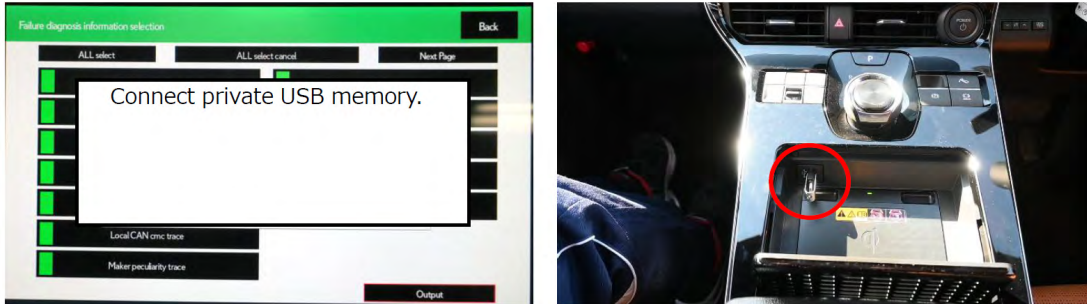 Failure diagnosis information selection
Back
ALL select
ALL select cancel
Next Page
Connect private USB memory.
Local CAN cmc trace
Maker peculiarity trace
Output
POWER
P